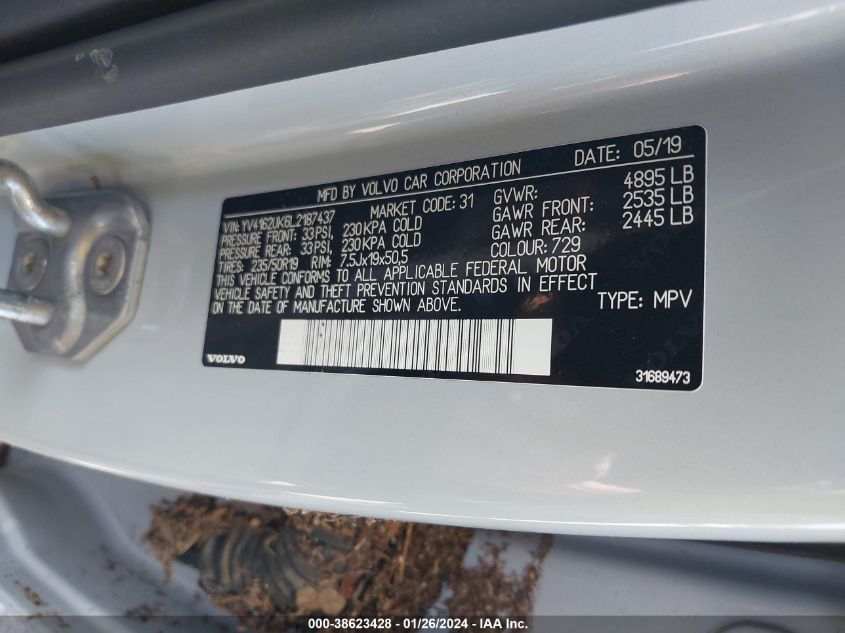 MFD BY VOLVO CAR CORPORATION DATE: 05/19
VIN: YV4162UK6L2187437 MARKET CODE: 31 GVWR: 4895 LB
PRESSURE FRONT: 33PSI, 230KPA COLD GAWR FRONT: 2535 LB
PRESSURE REAR: 33PSI, 230KPA COLD GAWR REAR: 2445 LB
TIRES: 235/50R19 RIM: 7.5Jx19x50,5 COLOUR: 729
THIS VEHICLE CONFORMS TO ALL APPLICABLE FEDERAL MOTOR
VEHICLE SAFETY AND THEFT PREVENTION STANDARDS IN EFFECT
ON THE DATE OF MANUFACTURE SHOWN ABOVE. TYPE: MPV
VOLVO 31689473
000-38623428 - 01/26/2024 - IAA Inc.